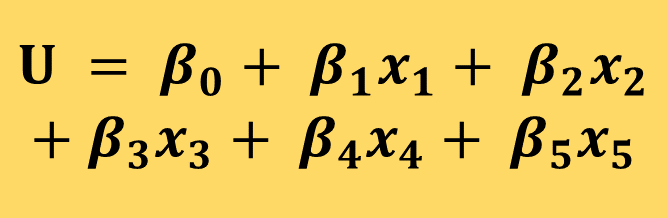 U = β₀ + β₁x₁ + β₂x₂
+ β₃x₃ + β₄x₄ + β₅x₅